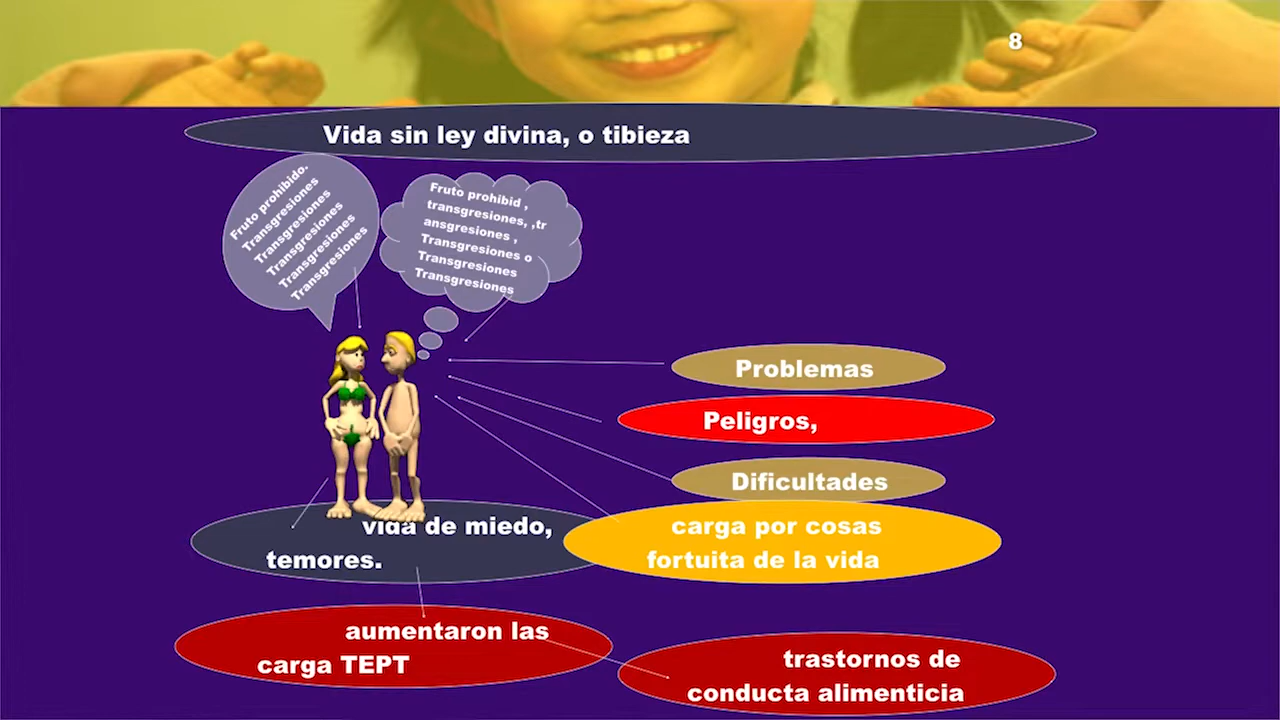 8
Vida sin ley divina, o tibieza
Fruto prohibido.
Transgresiones
Transgresiones
Transgresiones
Transgresiones
Transgresiones
Fruto prohibid ,
transgresiones, ,tr
ansgresiones ,
Transgresiones o
Transgresiones
Transgresiones
Problemas
Peligros,
Dificultades
vida de miedo,
temores.
carga por cosas
fortuita de la vida
aumentaron las
carga TEPT
trastornos de
conducta alimenticia